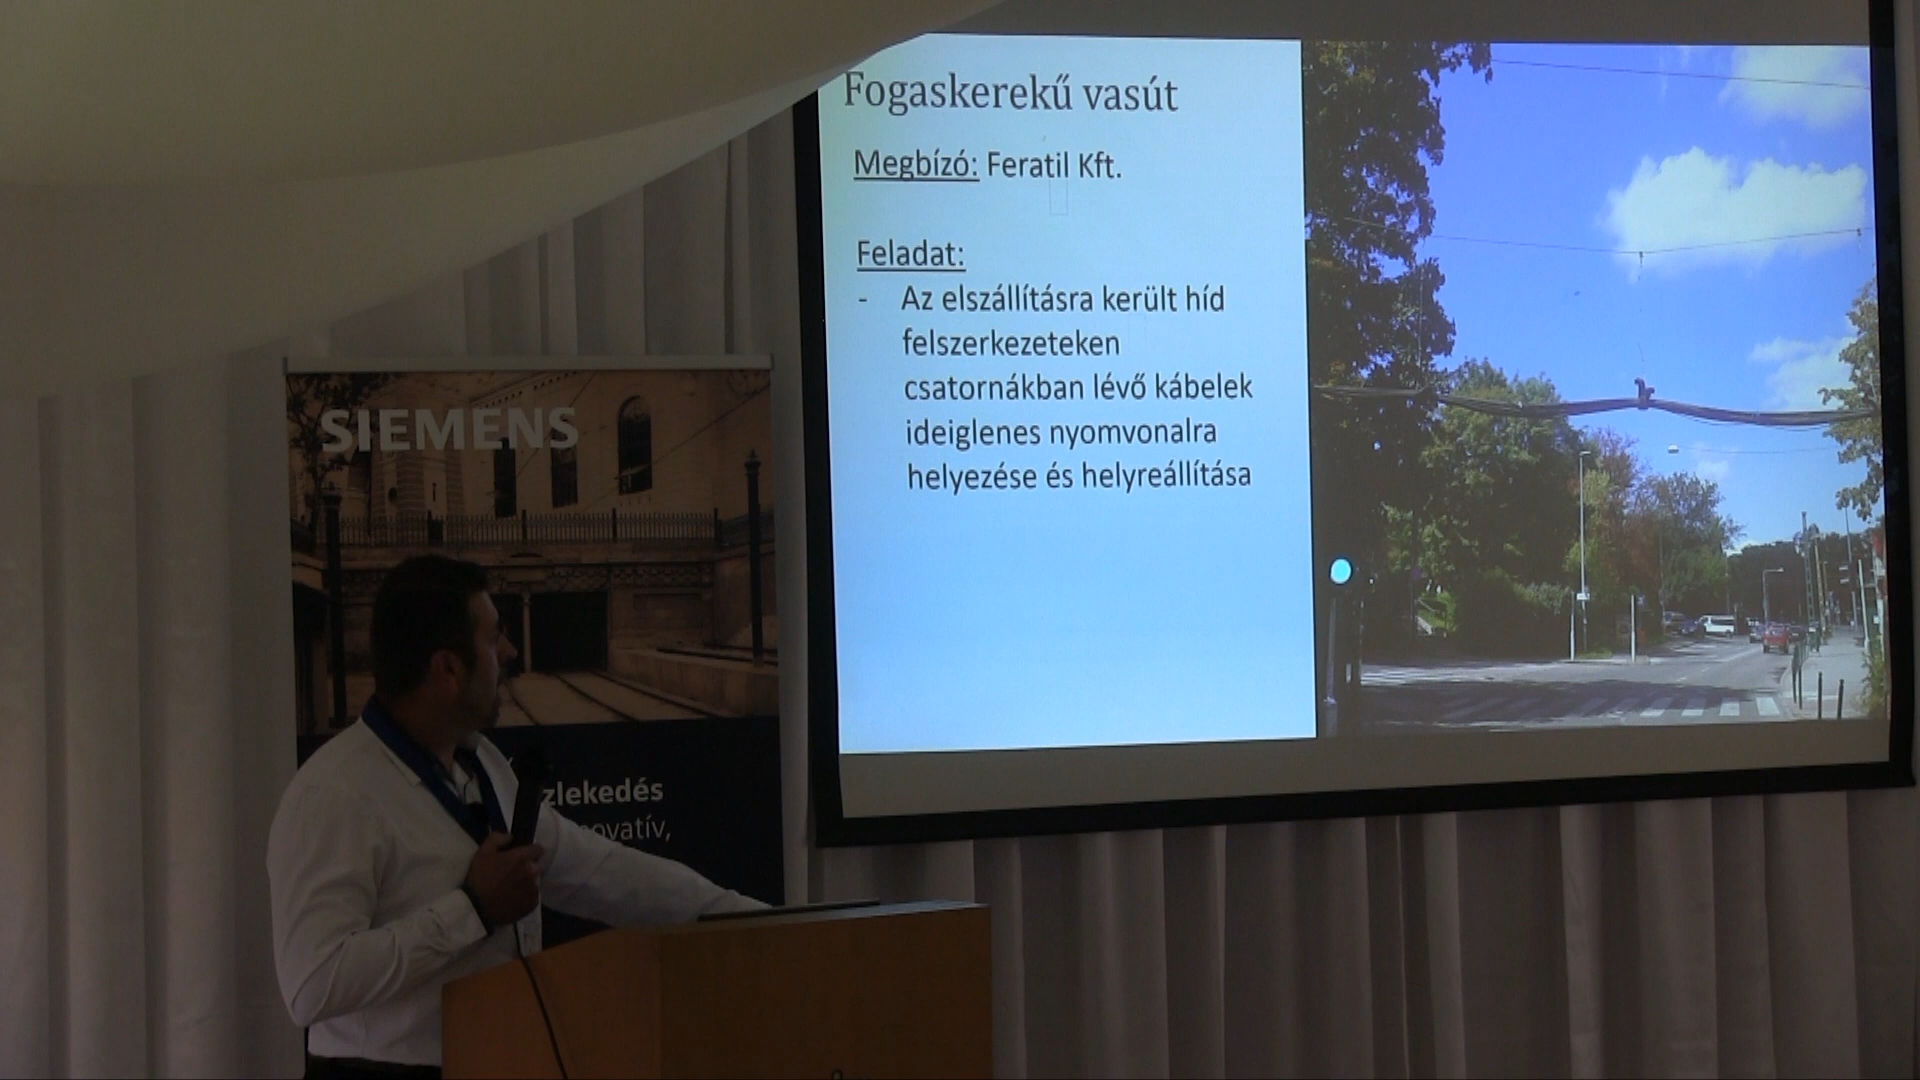 Fogaskerekű vasút
Megbízó: Feratil Kft.
Feladat:
- Az elszállításra került híd
felszerkezeteken
csatornákban lévő kábelek
ideiglenes nyomvonalra
helyezése és helyreállítása
SIEMENS
zlekedés
novatív,